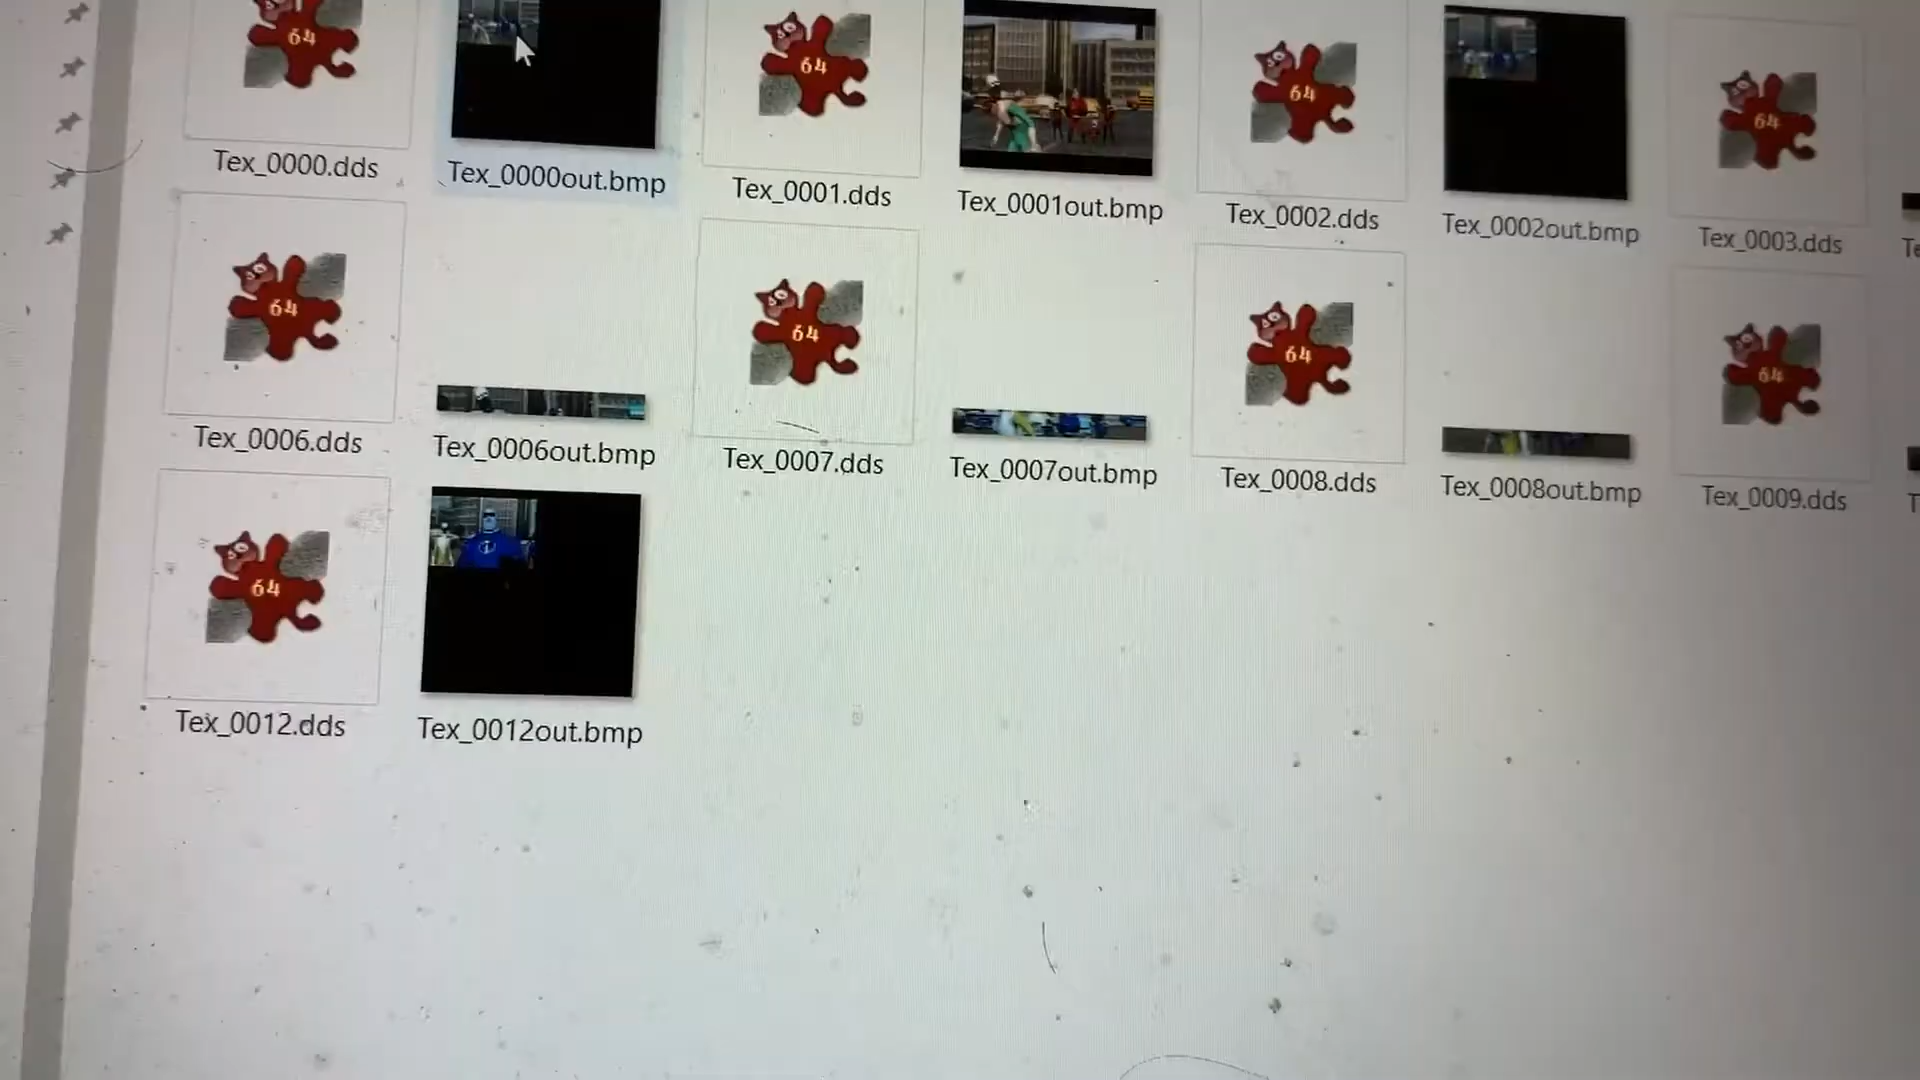 64
64
64
64
Tex_0000.dds
Tex_0000out.bmp
Tex_0001.dds
Tex_0001out.bmp
Tex_0002.dds
Tex_0002out.bmp
Tex_0003.dds
64
64
64
64
Tex_0006.dds
Tex_0006out.bmp
Tex_0007.dds
Tex_0007out.bmp
Tex_0008.dds
Tex_0008out.bmp
Tex_0009.dds
64
Tex_0012.dds
Tex_0012out.bmp